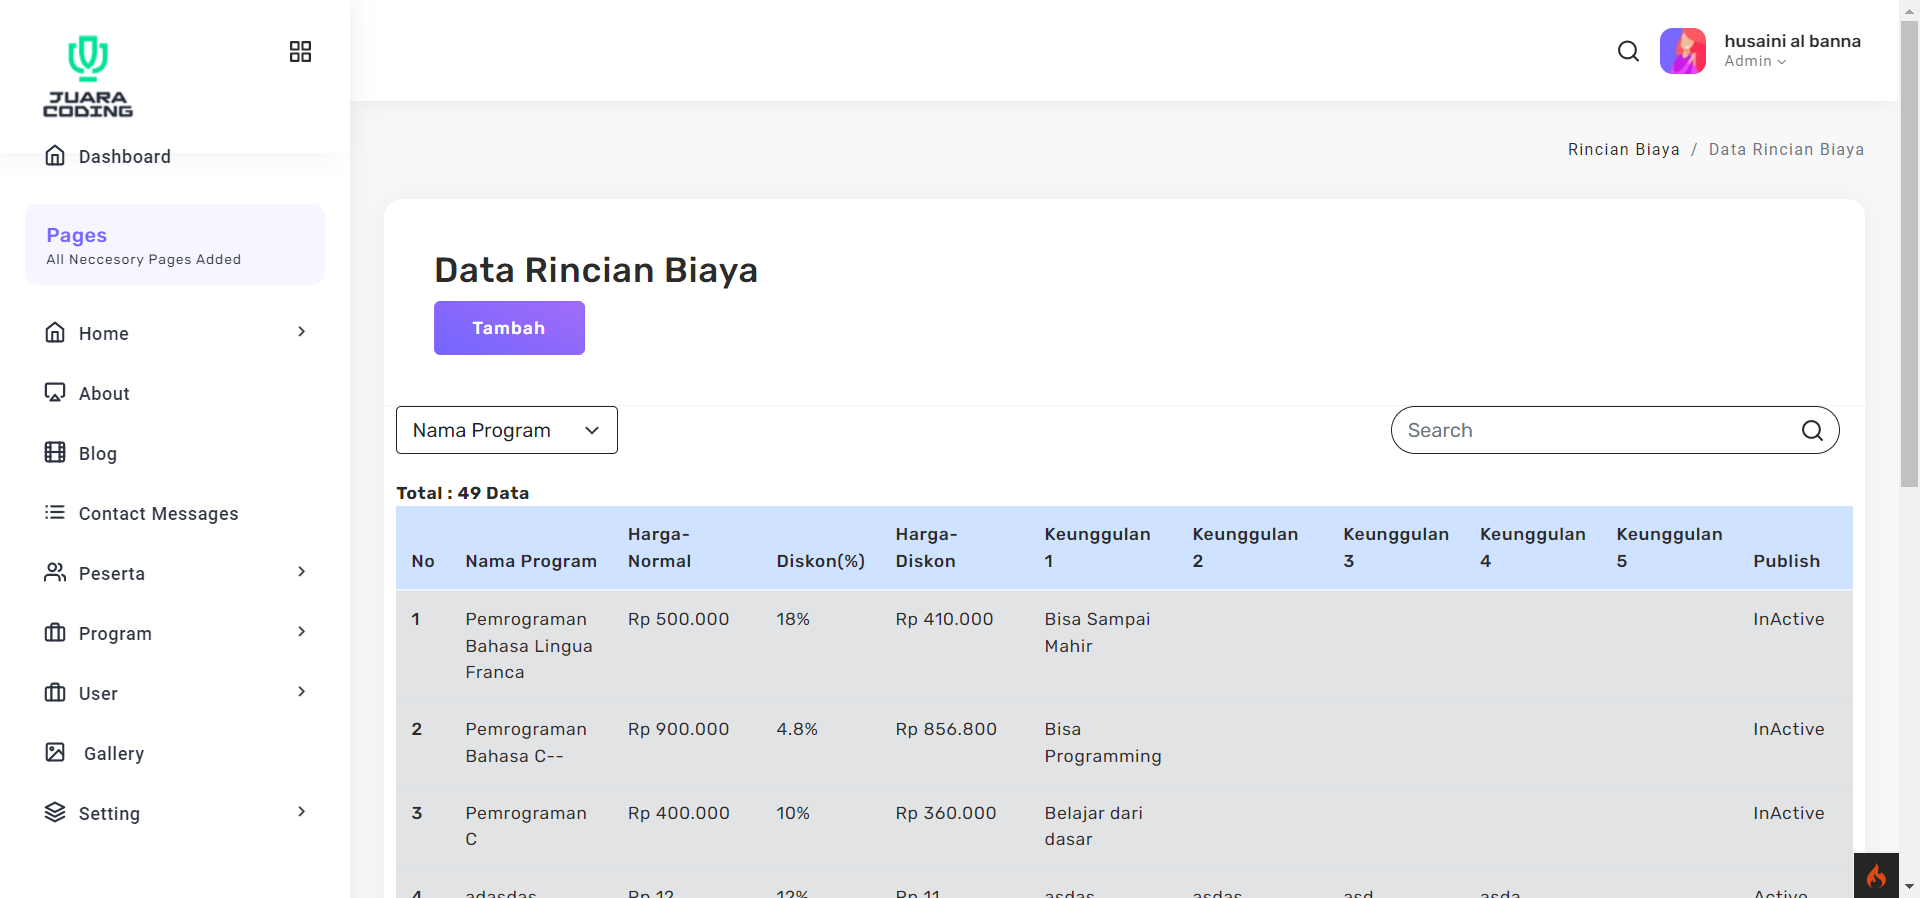 JUARA
CODING
husaini al banna
Admin
Dashboard
Rincian Biaya / Data Rincian Biaya
Pages
All Neccesory Pages Added
Data Rincian Biaya
Tambah
Home
About
Blog
Contact Messages
Peserta
Program
User
Gallery
Setting
Nama Program
Search
Total : 49 Data
No Nama Program Harga-Normal Diskon(%) Harga-Diskon Keunggulan 1 Keunggulan 2 Keunggulan 3 Keunggulan 4 Keunggulan 5 Publish
1 Pemrograman Bahasa Lingua Franca Rp 500.000 18% Rp 410.000 Bisa Sampai Mahir InActive
2 Pemrograman Bahasa C-- Rp 900.000 4.8% Rp 856.800 Bisa Programming InActive
3 Pemrograman C Rp 400.000 10% Rp 360.000 Belajar dari dasar InActive
4 adasdas Rp 12 12% Rp 11 asdas asdas asd asda Active